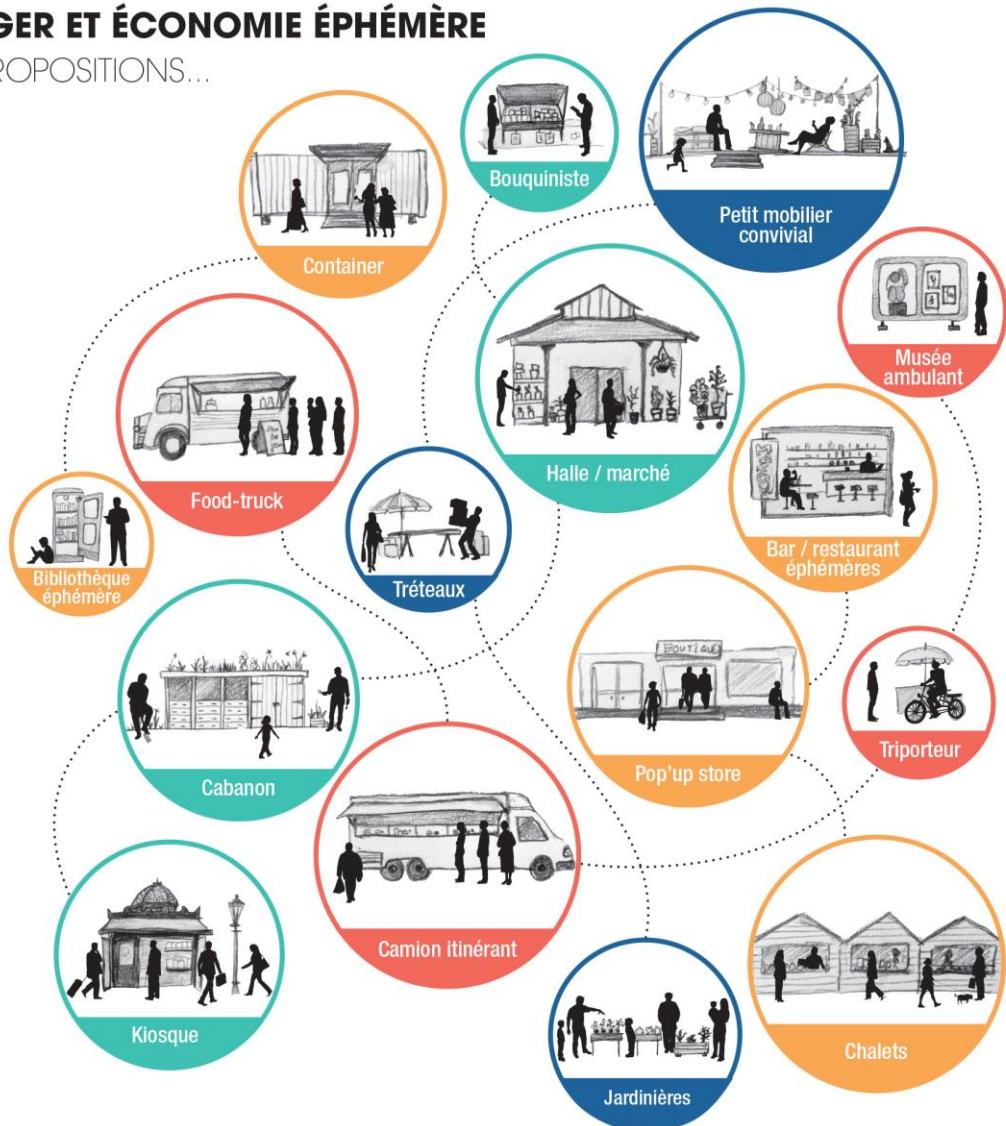 GER ET ÉCONOMIE ÉPHÉMÈRE
ROPOSITIONS...
Bouquiniste
Petit mobilier
convivial
Container
Musée
ambulant
Food-truck
Halle / marché
Bar / restaurant
éphémères
Bibliothèque
éphémère
Tréteaux
BOUTIQUE
Triporteur
Cabanon
Pop'up store
Camion itinérant
Kiosque
Chalets
Jardinières